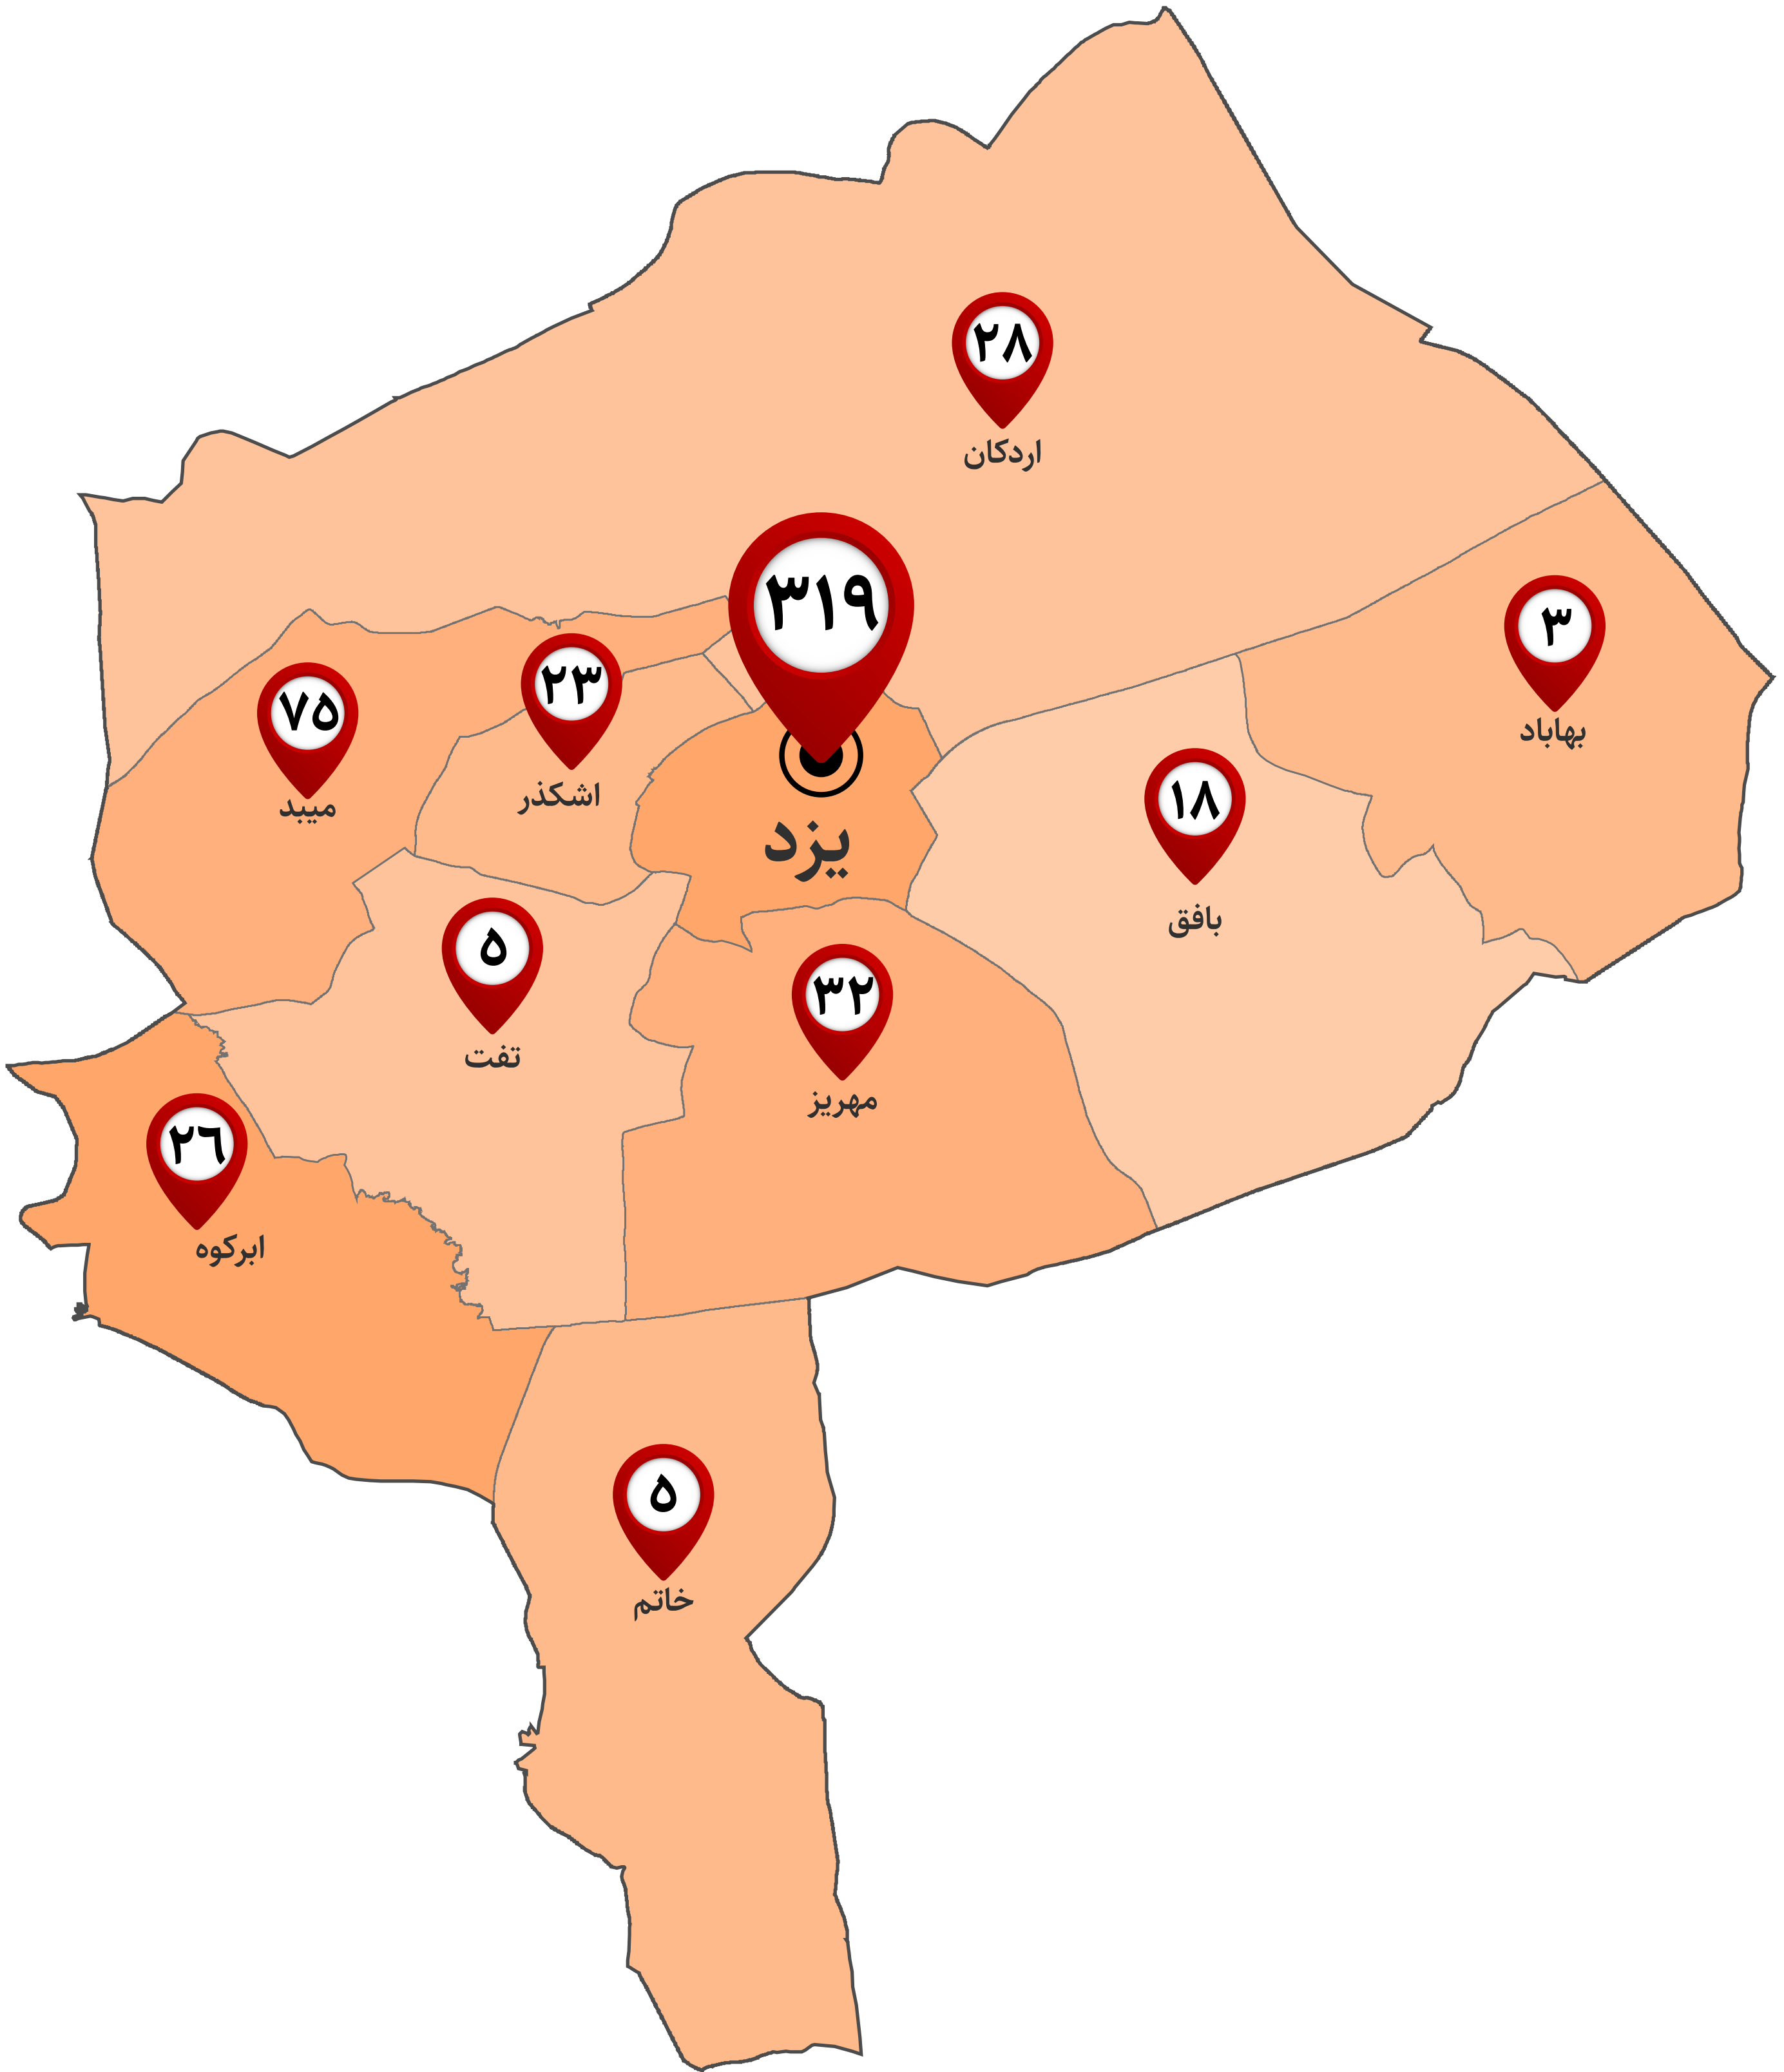 ۲۸
اردکان
۳۱۹
یزد
۳
بهاباد
۲۳
اشکذر
۷۵
میبد
۱۸
بافق
۵
تفت
۳۲
مهریز
۲۶
ابرکوه
۵
خاتم